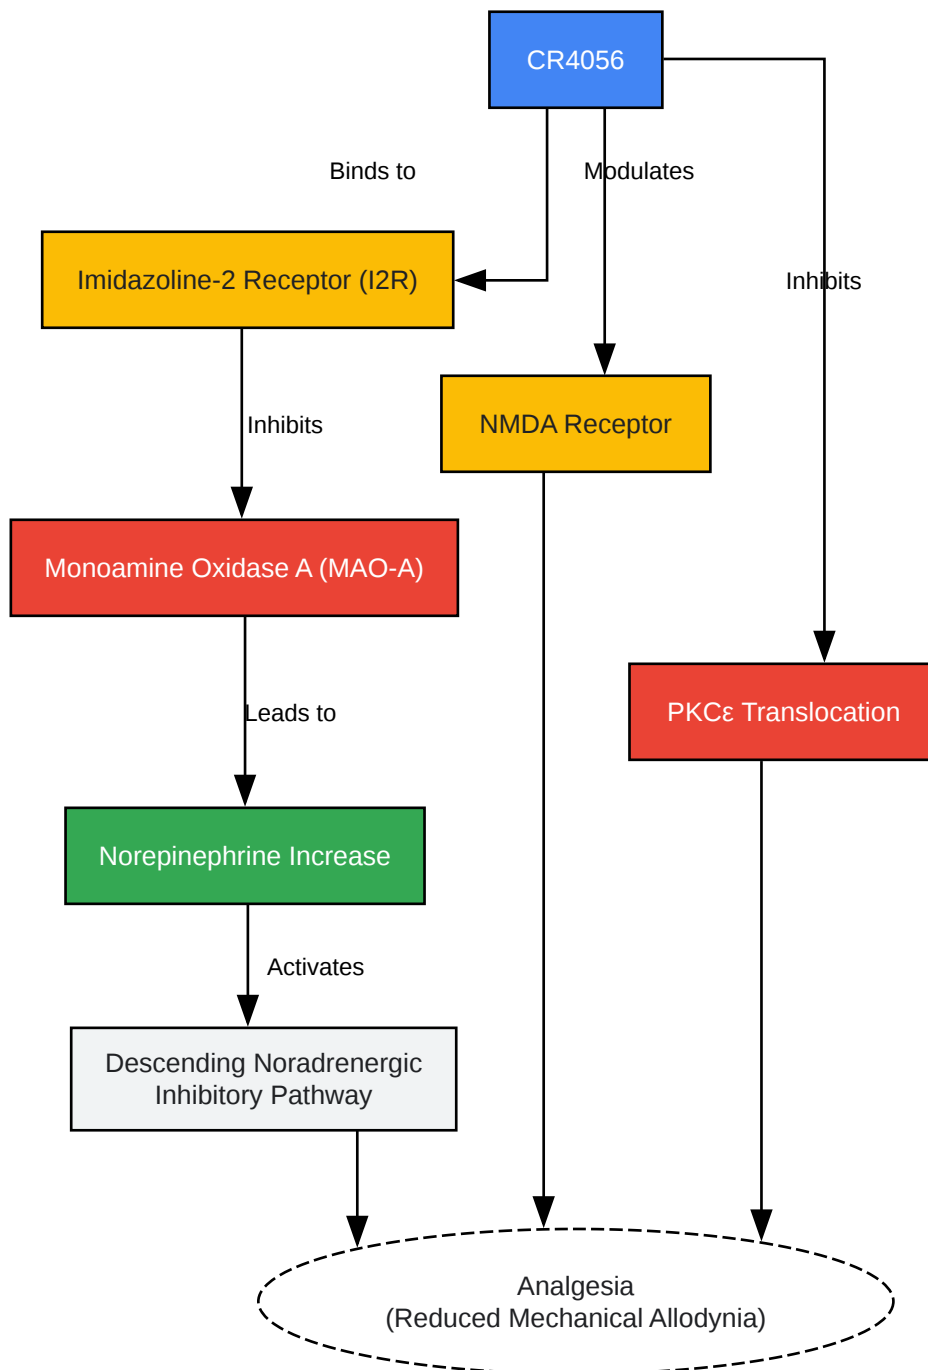 CR4056
Binds to
Modulates
Imidazoline-2 Receptor (I2R)
Inhibits
NMDA Receptor
Inhibits
Monoamine Oxidase A (MAO-A)
Leads to
PKCε Translocation
Norepinephrine Increase
Activates
Descending Noradrenergic
Inhibitory Pathway
Analgesia
(Reduced Mechanical Allodynia)